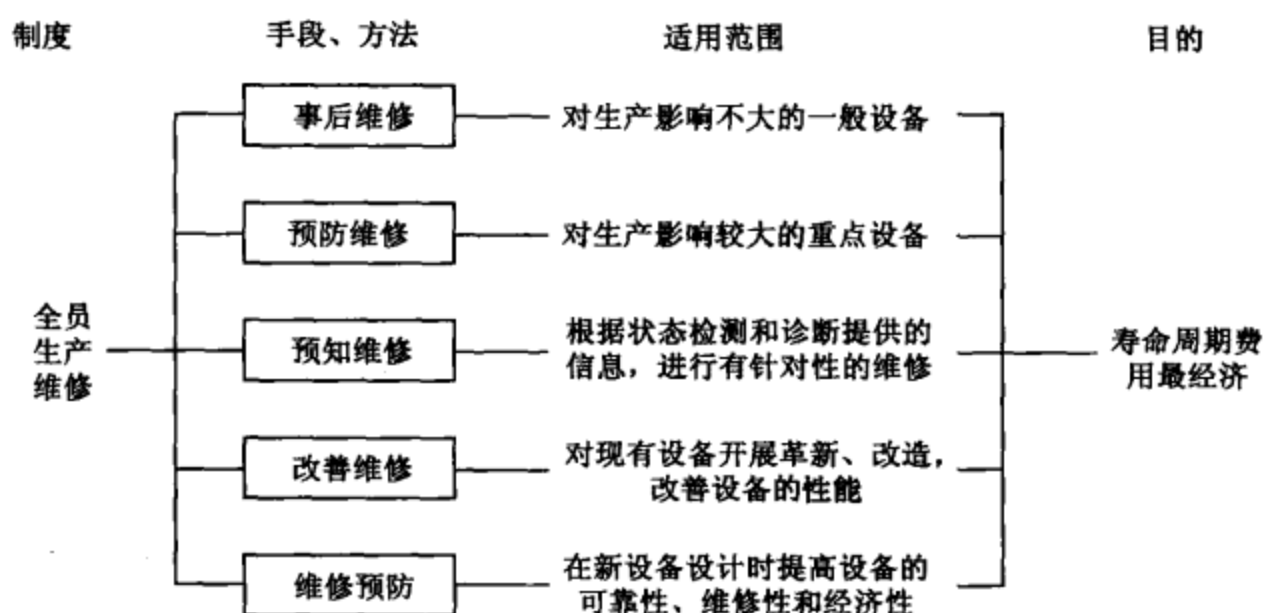 制度 手段、方法 适用范围 目的
事后维修 对生产影响不大的一般设备
预防维修 对生产影响较大的重点设备
全员
生产
维修
预知维修 根据状态检测和诊断提供的
信息，进行有针对性的维修
寿命周期费
用最经济
改善维修 对现有设备开展革新、改造，
改善设备的性能
维修预防 在新设备设计时提高设备的
可靠性、维修性和经济性